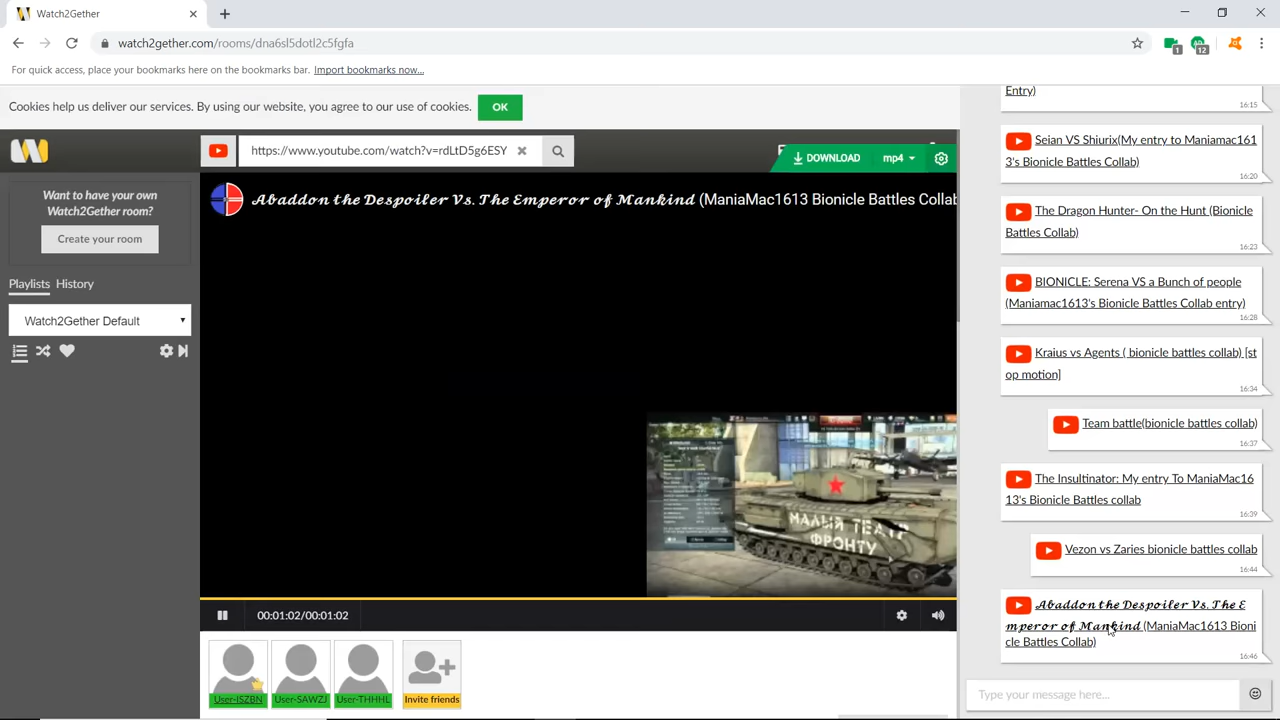 Watch2Gether
watch2gether.com/rooms/dna6sl5dotl2c5fgfa
1
12
For quick access, place your bookmarks here on the bookmarks bar. Import bookmarks now...
Cookies help us deliver our services. By using our website, you agree to our use of cookies. OK
https://www.youtube.com/watch?v=rdLtD5g6ESY
DOWNLOAD mp4
Want to have your own
Watch2Gether room?
Create your room
Playlists History
Watch2Gether Default
𝓐𝓫𝓪𝓭𝓭𝓸𝓷 𝓽𝓱𝓮 𝓓𝓮𝓼𝓹𝓸𝓲𝓵𝓮𝓻 𝓥𝓼. 𝓣𝓱𝓮 𝓔𝓶𝓹𝓮𝓻𝓸𝓻 𝓸𝓯 𝓜𝓪𝓷𝓴𝓲𝓷𝓭 (ManiaMac1613 Bionicle Battles Collab
МАЛЫЙ ТЕАТР
ФРОНТУ
00:01:02/00:01:02
User-ISZBN User-SAWZJ User-THHHL Invite friends
Entry)
16:15
Seian VS Shiurix(My entry to Maniamac161
3's Bionicle Battles Collab)
16:20
The Dragon Hunter- On the Hunt (Bionicle
Battles Collab)
16:23
BIONICLE: Serena VS a Bunch of people
(Maniamac1613's Bionicle Battles Collab entry)
16:28
Kraius vs Agents ( bionicle battles collab) [st
op motion]
16:34
Team battle(bionicle battles collab)
16:37
The Insultinator: My entry To ManiaMac16
13's Bionicle Battles collab
16:39
Vezon vs Zaries bionicle battles collab
16:44
𝓐𝓫𝓪𝓭𝓭𝓸𝓷 𝓽𝓱𝓮 𝓓𝓮𝓼𝓹𝓸𝓲𝓵𝓮𝓻 𝓥𝓼. 𝓣𝓱𝓮 𝓔
𝓶𝓹𝓮𝓻𝓸𝓻 𝓸𝓯 𝓜𝓪𝓷𝓴𝓲𝓷𝓭 (ManiaMac1613 Bioni
cle Battles Collab)
16:46
Type your message here...